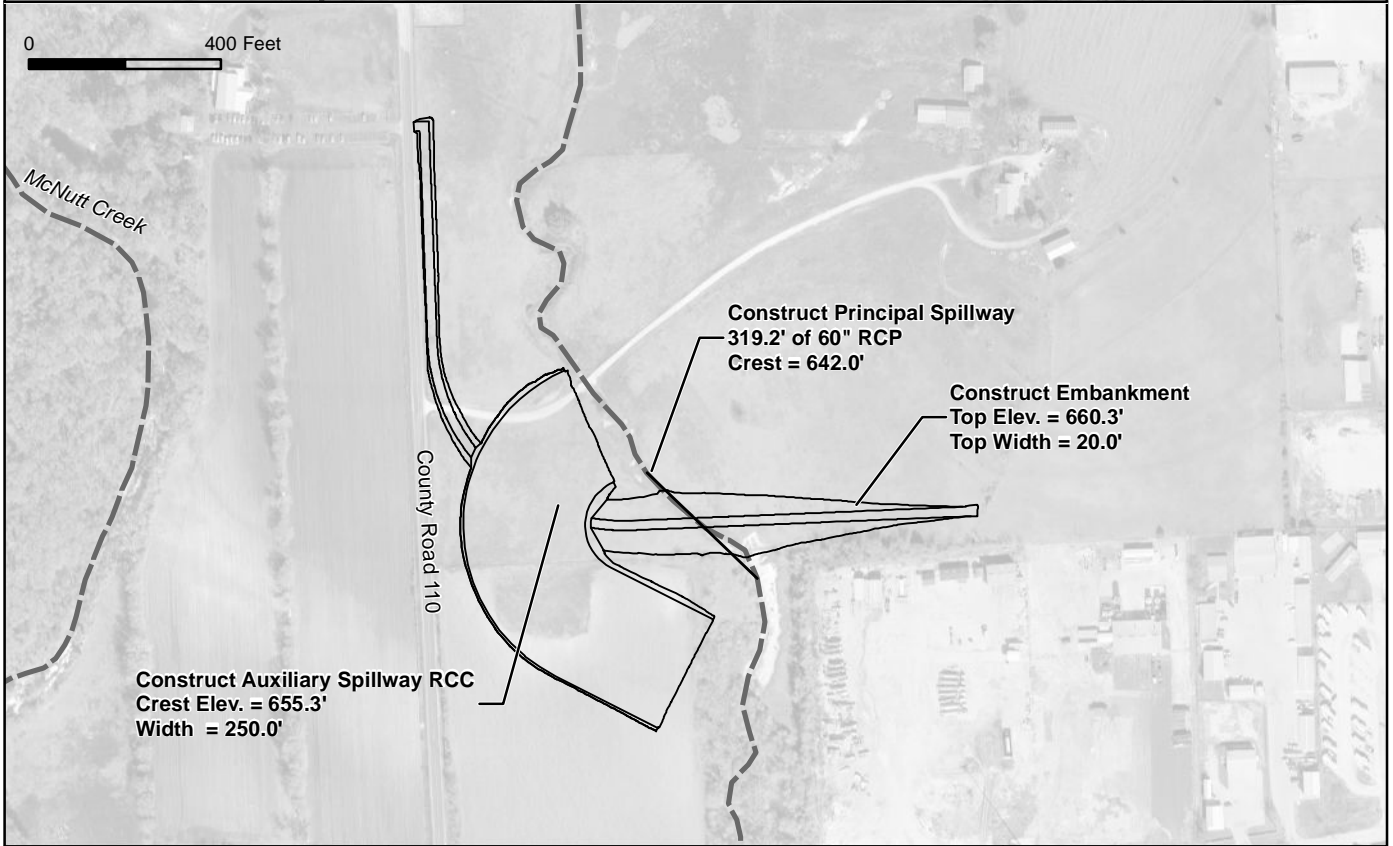 0 400 Feet
McNutt Creek
Construct Principal Spillway
319.2' of 60" RCP
Crest = 642.0'
Construct Embankment
Top Elev. = 660.3'
Top Width = 20.0'
County Road 110
Construct Auxiliary Spillway RCC
Crest Elev. = 655.3'
Width = 250.0'